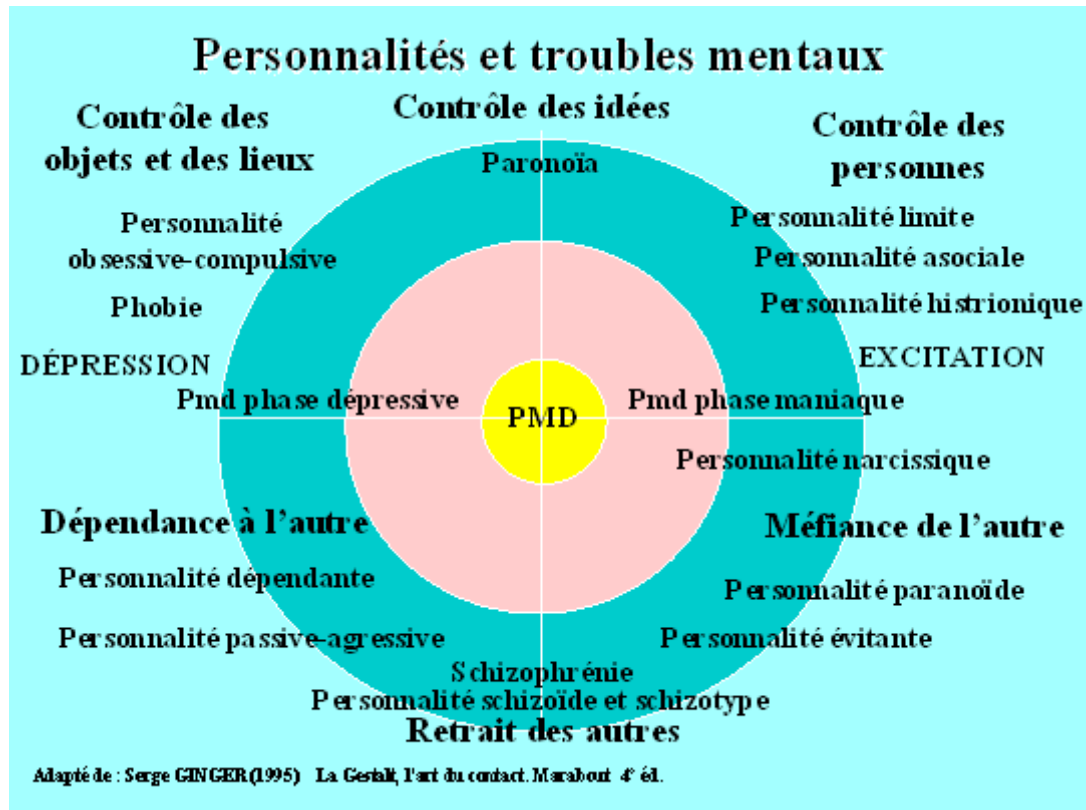 Personnalités et troubles mentaux
Contrôle des idées
Contrôle des
objets et des lieux
Contrôle des
personnes
Paronoïa
Personnalité
obsessive-compulsive
Phobie
Personnalité limite
Personnalité asociale
Personnalité histrionique
DÉPRESSION
EXCITATION
Pmd phase dépressive
PMD
Pmd phase maniaque
Personnalité narcissique
Dépendance à l'autre
Méfiance de l'autre
Personnalité dépendante
Personnalité paranoïde
Personnalité passive-agressive
Personnalité évitante
Schizophrénie
Personnalité schizoïde et schizotype
Retrait des autres
Adapté de : Serge GINGER(1995) La Gestalt, l'art du contact. Marabout 4° éd.